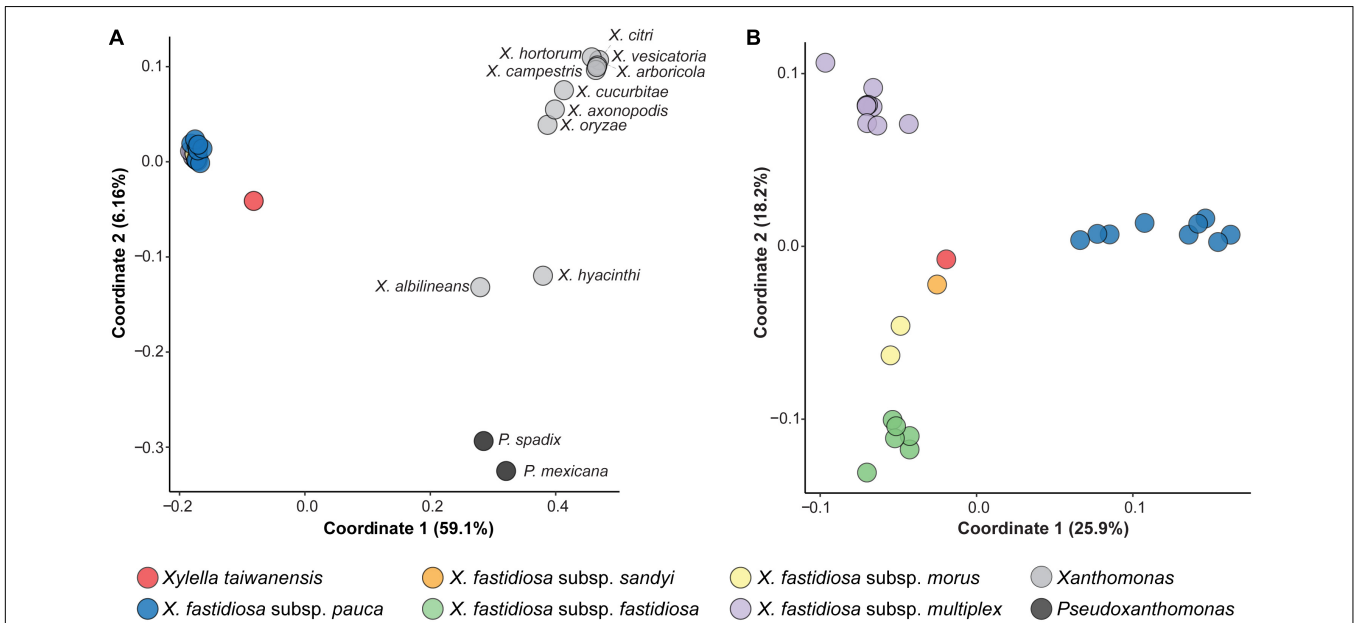 A
X. citri
X. hortorum
X. vesicatoria
X. campestris
X. arboricola
X. cucurbitae
X. axonopodis
X. oryzae
X. albilineans
X. hyacinthi
P. spadix
P. mexicana
0.1
0.0
−0.1
−0.2
−0.3
Coordinate 2 (6.16%)
−0.2
0.0
0.2
0.4
Coordinate 1 (59.1%)
B
0.1
0.0
−0.1
Coordinate 2 (18.2%)
−0.1
0.0
0.1
Coordinate 1 (25.9%)
Xylella taiwanensis
X. fastidiosa subsp. sandyi
X. fastidiosa subsp. morus
Xanthomonas
X. fastidiosa subsp. pauca
X. fastidiosa subsp. fastidiosa
X. fastidiosa subsp. multiplex
Pseudoxanthomonas